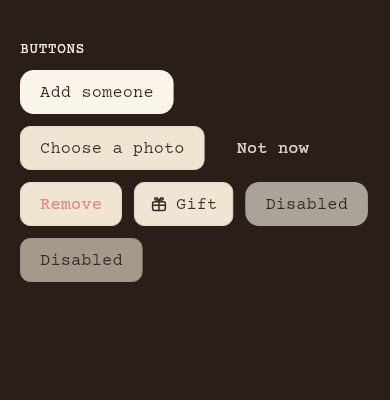 BUTTONS
Add someone
Choose a photo Not now
Remove Gift Disabled
Disabled